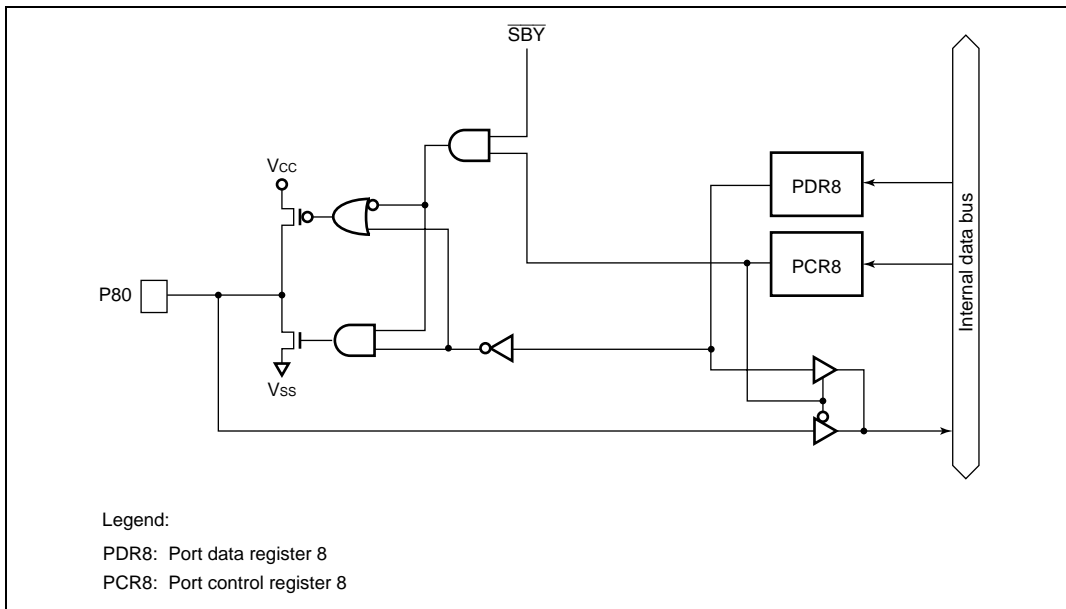 S̅B̅Y̅
VCC
PDR8
PCR8
Internal data bus
P80
VSS
Legend:
PDR8: Port data register 8
PCR8: Port control register 8